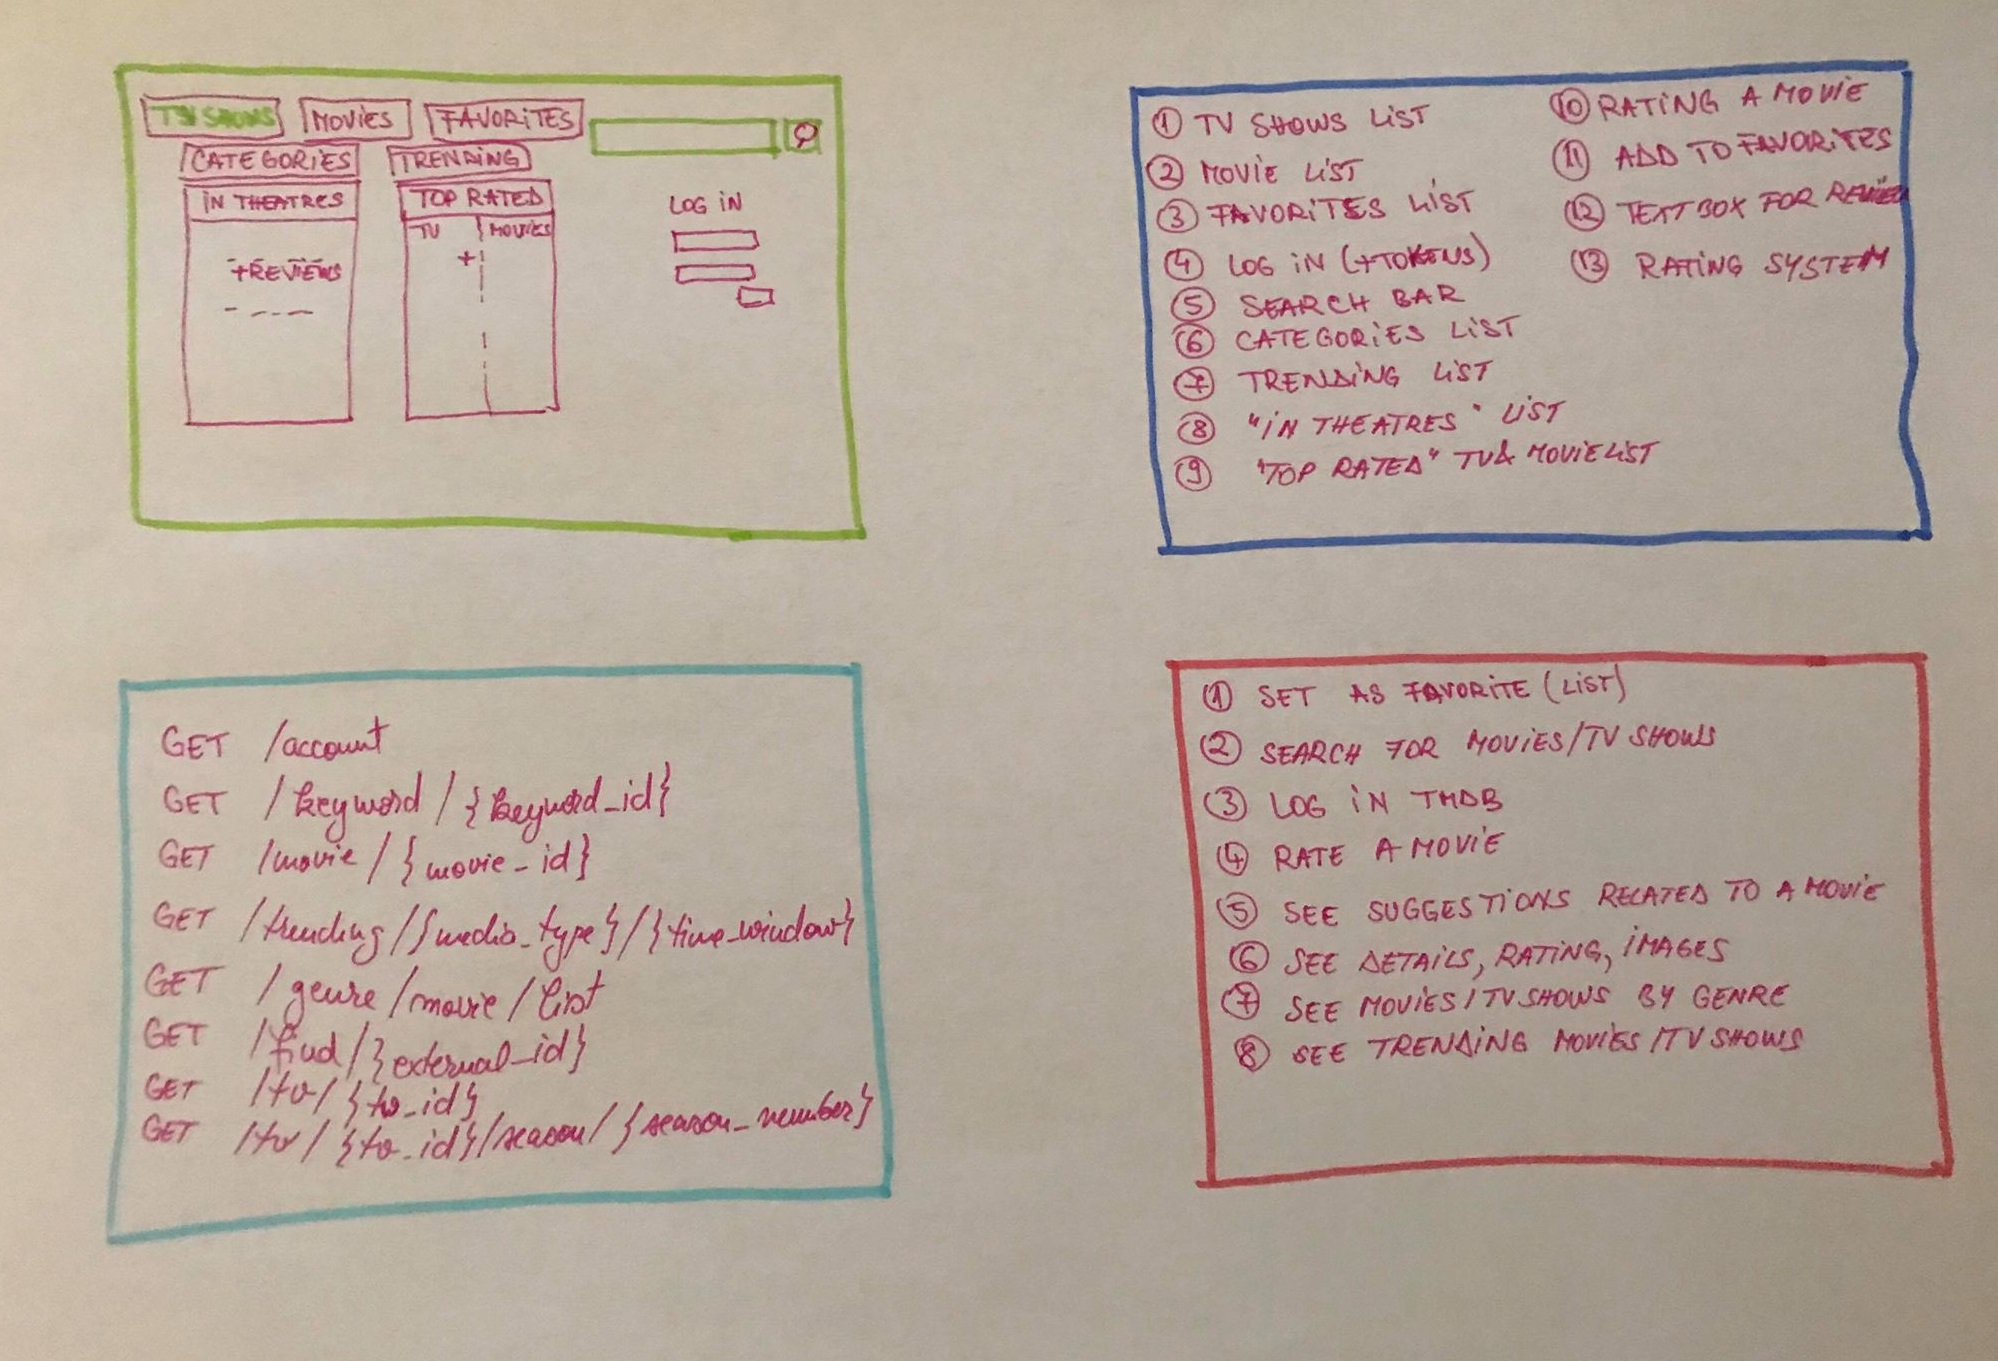 TV SHOWS MOVIES FAVORITES
CATEGORIES TRENDING
IN THEATRES TOP RATED
TV MOVIES
+REVIEWS
+
LOG IN
① TV SHOWS LIST
② MOVIE LIST
③ FAVORITES LIST
④ LOG IN (+TOKENS)
⑤ SEARCH BAR
⑥ CATEGORIES LIST
⑦ TRENDING LIST
⑧ "IN THEATRES" LIST
⑨ "TOP RATED" TV & MOVIE LIST
⑩ RATING A MOVIE
⑪ ADD TO FAVORITES
⑫ TEXT BOX FOR REVIEW
⑬ RATING SYSTEM
GET /account
GET /keyword/{keyword_id}
GET /movie/{movie_id}
GET /trending/{media_type}/{time_window}
GET /genre/movie/list
GET /find/{external_id}
GET /tv/{tv_id}
GET /tv/{tv_id}/season/{season_number}
① SET AS FAVORITE (LIST)
② SEARCH FOR MOVIES/TV SHOWS
③ LOG IN TMDB
④ RATE A MOVIE
⑤ SEE SUGGESTIONS RELATED TO A MOVIE
⑥ SEE DETAILS, RATING, IMAGES
⑦ SEE MOVIES/TV SHOWS BY GENRE
⑧ SEE TRENDING MOVIES/TV SHOWS